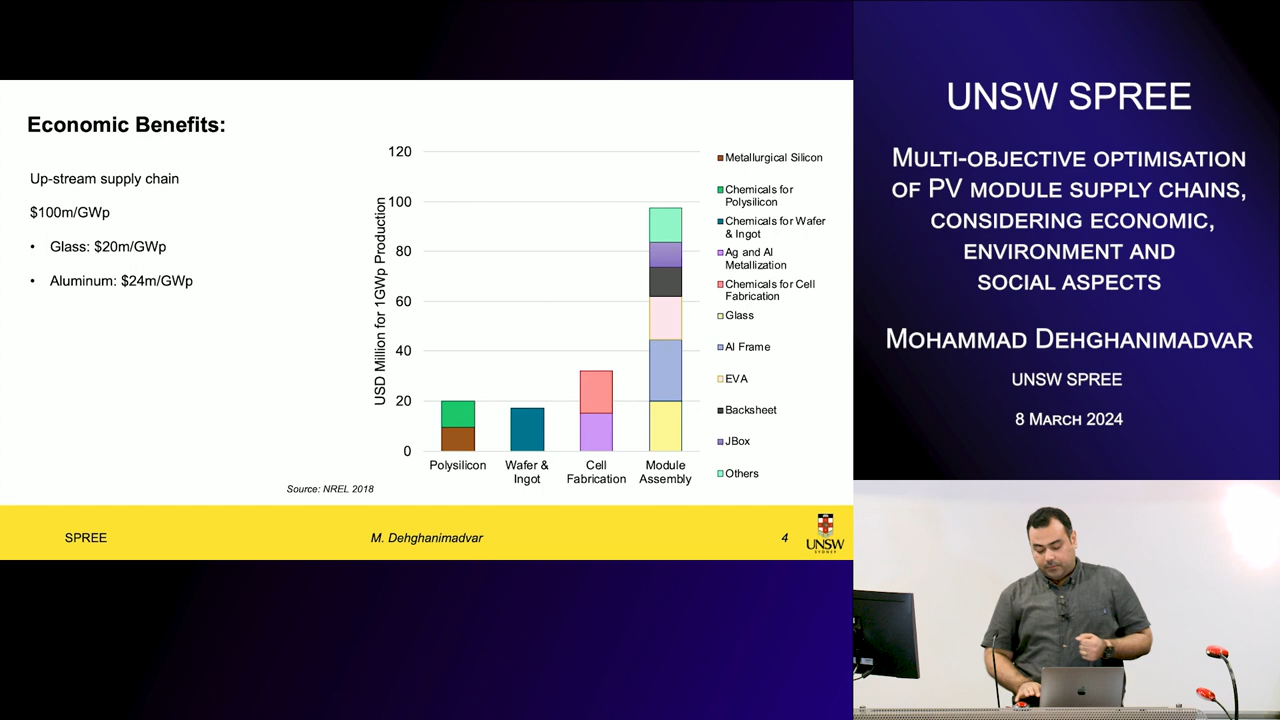 Economic Benefits:
Up-stream supply chain
$100m/GWp
• Glass: $20m/GWp
• Aluminum: $24m/GWp
USD Million for 1GWp Production
120
100
80
60
40
20
0
Polysilicon
Wafer &
Ingot
Cell
Fabrication
Module
Assembly
Metallurgical Silicon
Chemicals for
Polysilicon
Chemicals for Wafer
& Ingot
Ag and Al
Metallization
Chemicals for Cell
Fabrication
Glass
Al Frame
EVA
Backsheet
JBox
Others
Source: NREL 2018
SPREE
M. Dehghanimadvar
4
UNSW
SYDNEY
UNSW SPREE
MULTI-OBJECTIVE OPTIMISATION
OF PV MODULE SUPPLY CHAINS,
CONSIDERING ECONOMIC,
ENVIRONMENT AND
SOCIAL ASPECTS
MOHAMMAD DEHGHANIMADVAR
UNSW SPREE
8 MARCH 2024